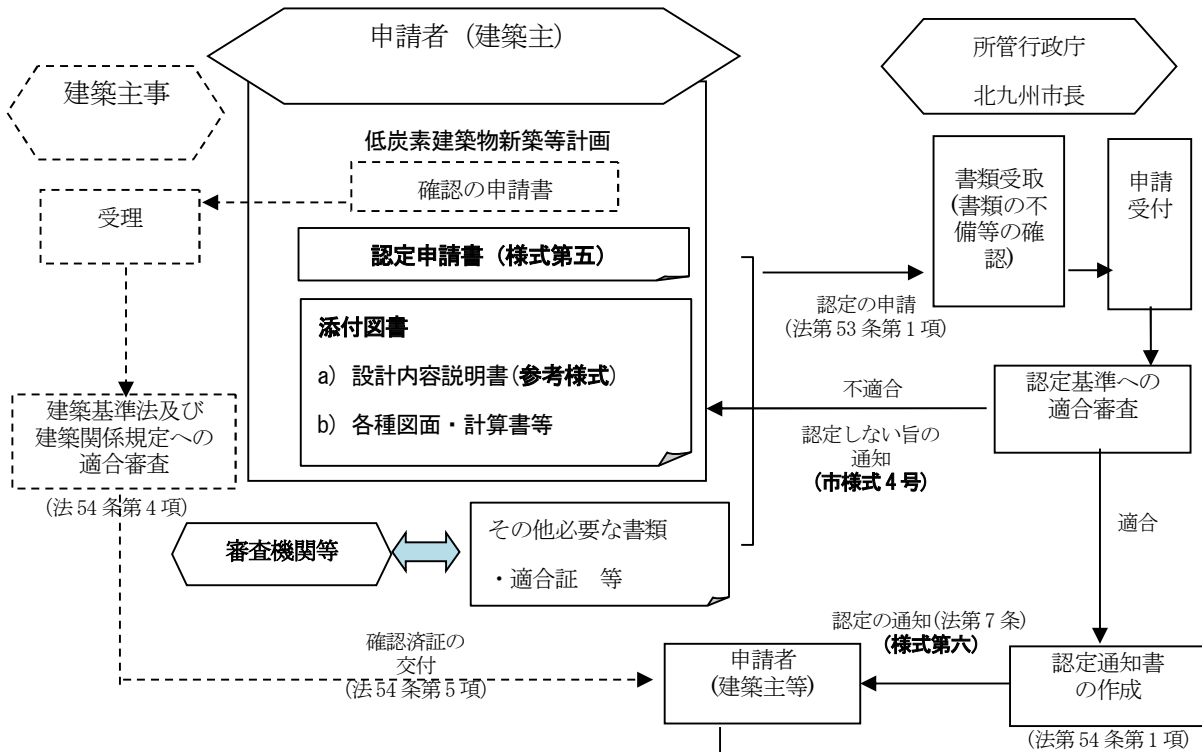 申請者（建築主）
所管行政庁
北九州市長
建築主事
低炭素建築物新築等計画
確認の申請書
受理
認定申請書（様式第五）
書類受取
(書類の不
備等の確
認)
申請
受付
認定の申請
(法第 53 条第 1 項)
添付図書
a) 設計内容説明書(参考様式)
b) 各種図面・計算書等
不適合
認定しない旨の
通知
(市様式 4 号)
認定基準への
適合審査
建築基準法及び
建築関係規定への
適合審査
(法 54 条第 4 項)
適合
審査機関等
その他必要な書類
・適合証　等
認定の通知(法第 7 条)
(様式第六)
確認済証の
交付
(法 54 条第 5 項)
申請者
(建築主等)
認定通知書
の作成
(法第 54 条第 1 項)